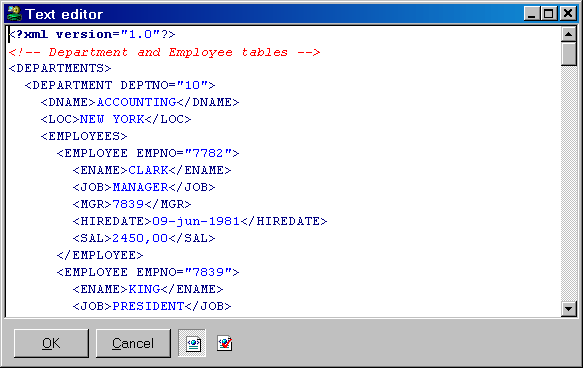 Text editor
<?xml version="1.0"?>
<!-- Department and Employee tables -->
<DEPARTMENTS>
  <DEPARTMENT DEPTNO="10">
    <DNAME>ACCOUNTING</DNAME>
    <LOC>NEW YORK</LOC>
    <EMPLOYEES>
      <EMPLOYEE EMPNO="7782">
        <ENAME>CLARK</ENAME>
        <JOB>MANAGER</JOB>
        <MGR>7839</MGR>
        <HIREDATE>09-jun-1981</HIREDATE>
        <SAL>2450,00</SAL>
      </EMPLOYEE>
      <EMPLOYEE EMPNO="7839">
        <ENAME>KING</ENAME>
        <JOB>PRESIDENT</JOB>
OK Cancel